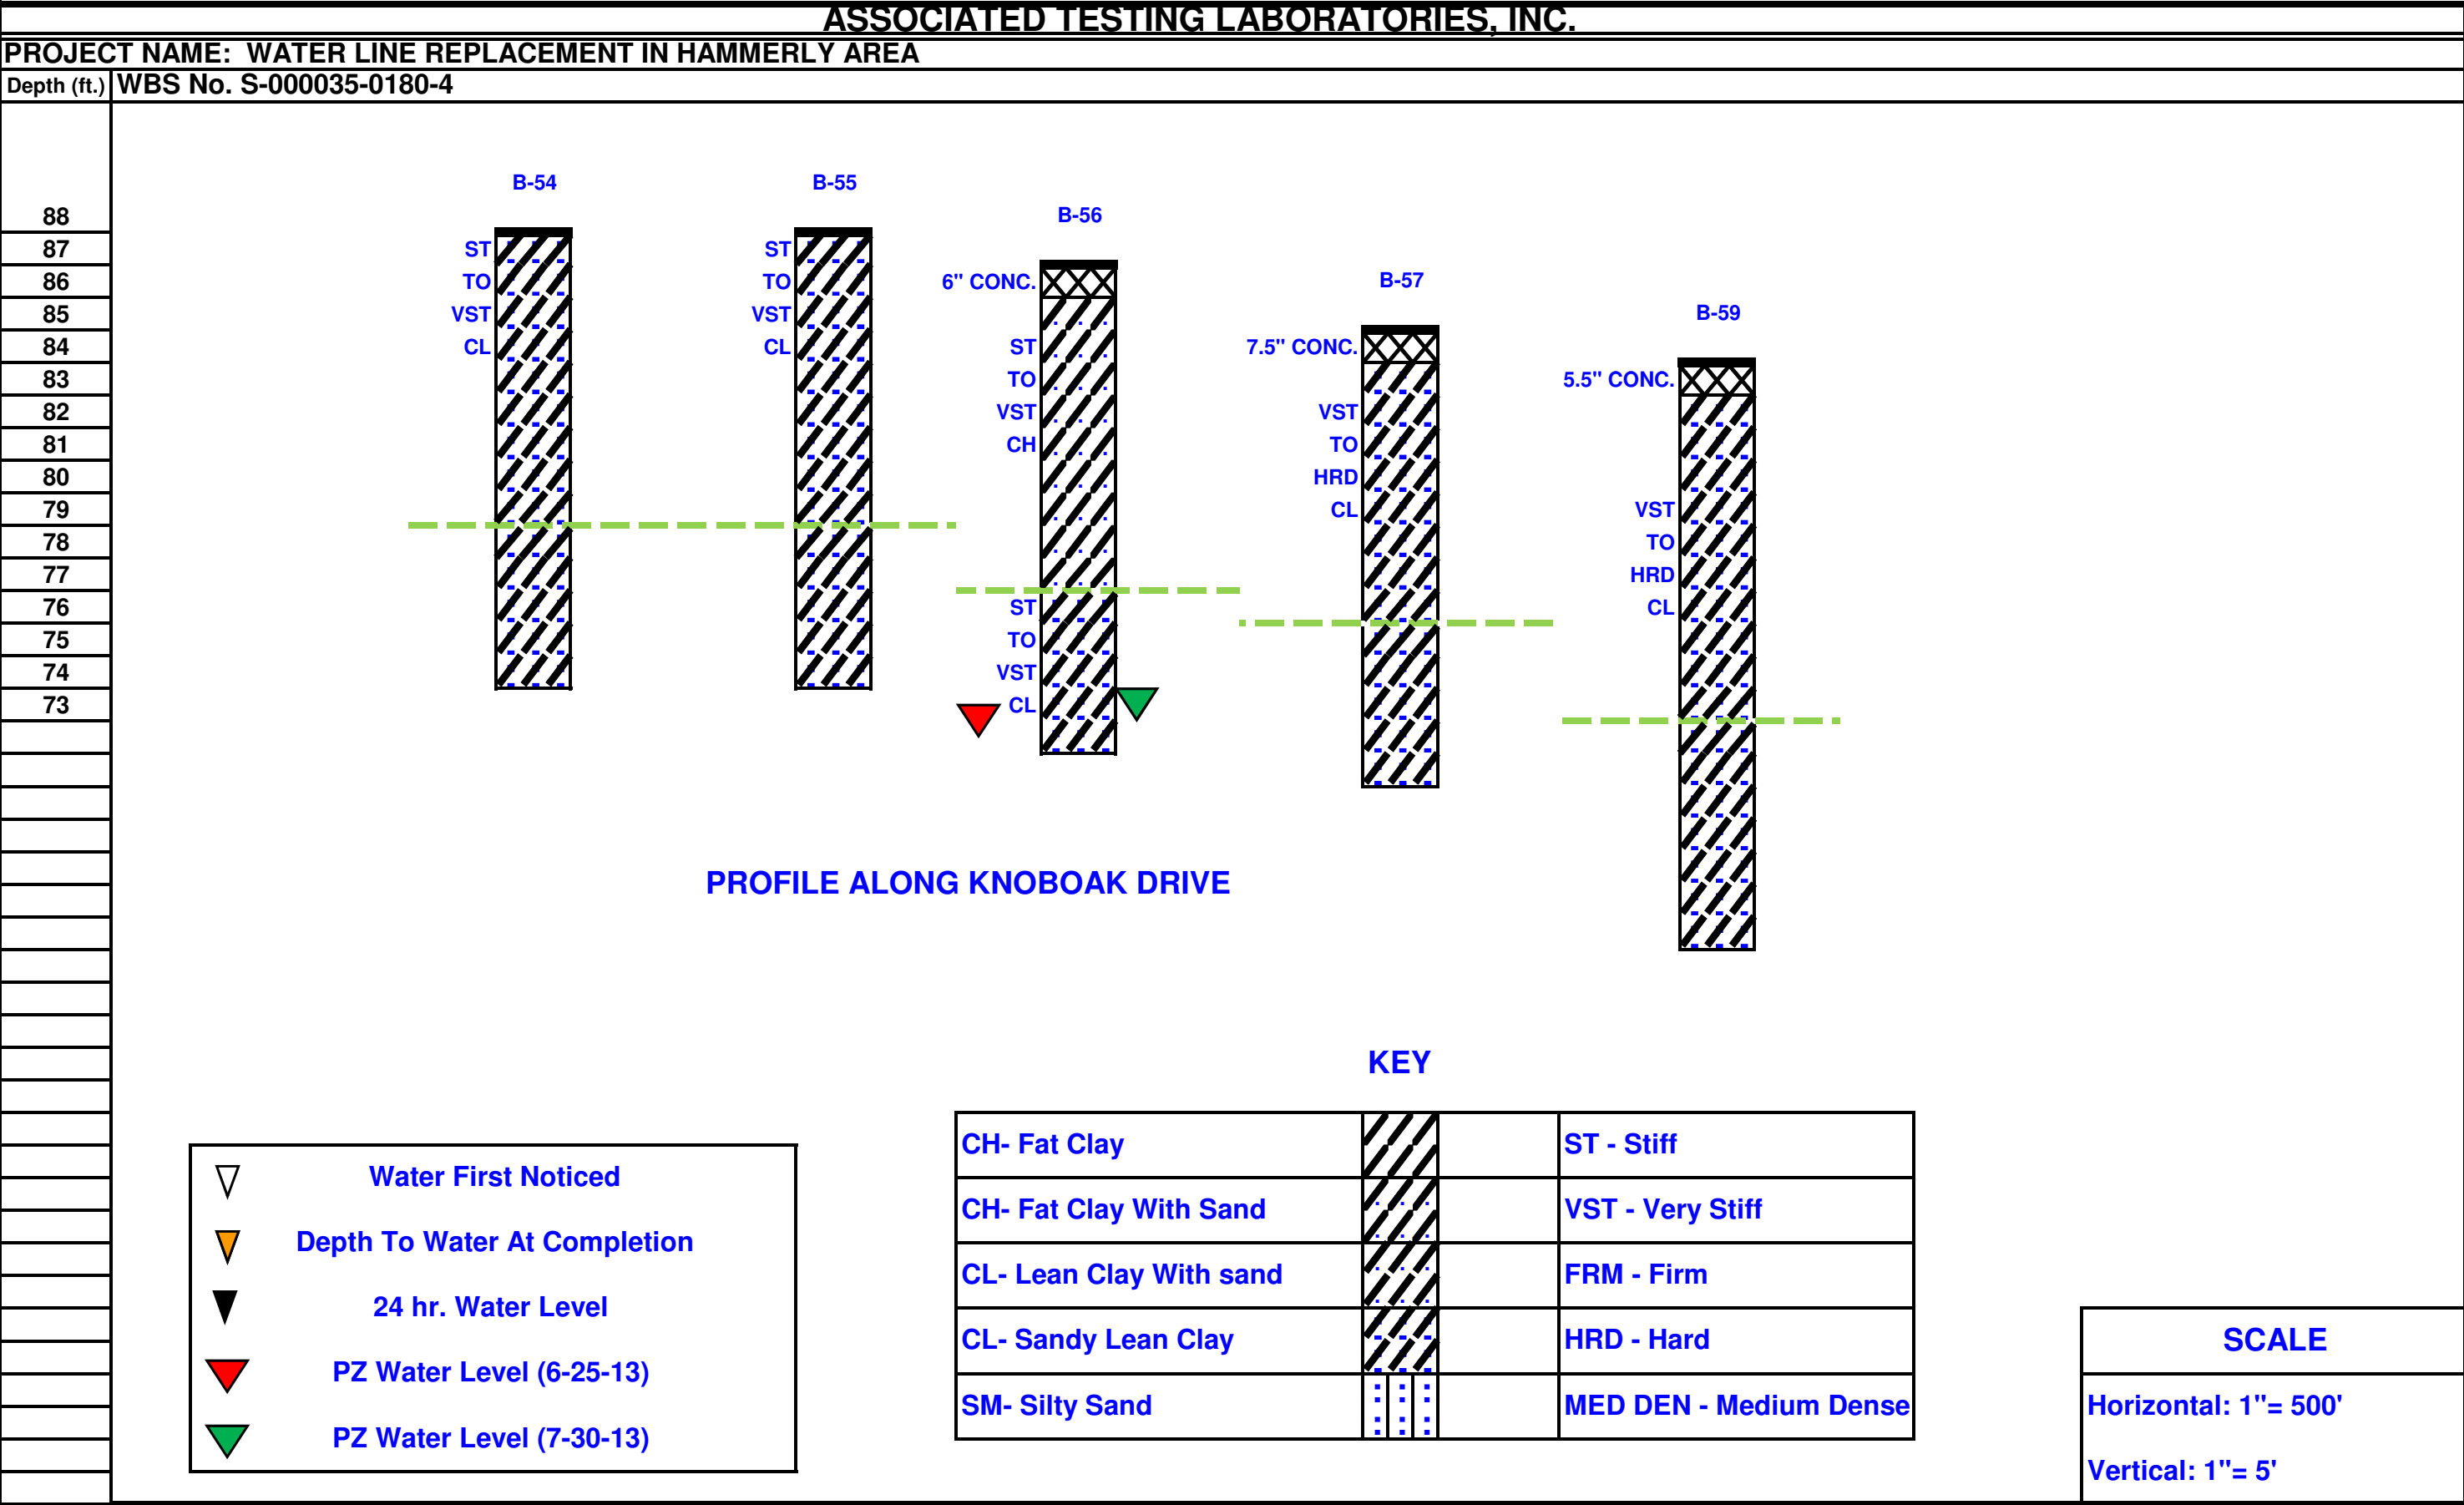 ASSOCIATED TESTING LABORATORIES, INC.
PROJECT NAME: WATER LINE REPLACEMENT IN HAMMERLY AREA
Depth (ft.) WBS No. S-000035-0180-4
88
87
86
85
84
83
82
81
80
79
78
77
76
75
74
73
B-54
ST
TO
VST
CL
B-55
ST
TO
VST
CL
B-56
6" CONC.
ST
TO
VST
CH
ST
TO
VST
CL
B-57
7.5" CONC.
VST
TO
HRD
CL
B-59
5.5" CONC.
VST
TO
HRD
CL
PROFILE ALONG KNOBOAK DRIVE
Water First Noticed
Depth To Water At Completion
24 hr. Water Level
PZ Water Level (6-25-13)
PZ Water Level (7-30-13)
KEY
CH- Fat Clay
ST - Stiff
CH- Fat Clay With Sand
VST - Very Stiff
CL- Lean Clay With sand
FRM - Firm
CL- Sandy Lean Clay
HRD - Hard
SM- Silty Sand
MED DEN - Medium Dense
SCALE
Horizontal: 1"= 500'
Vertical: 1"= 5'